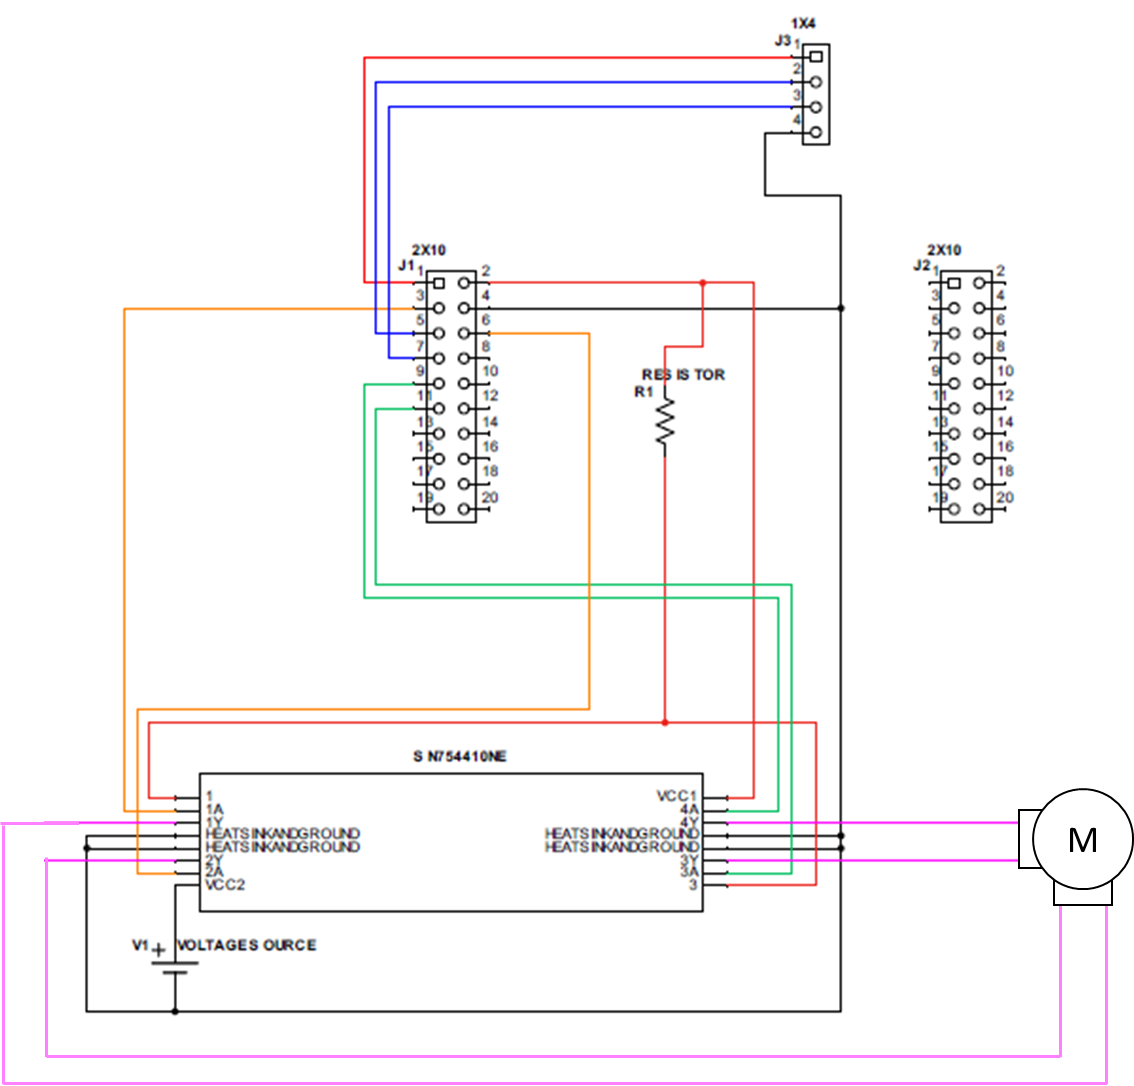 1X4
J3
1
2
3
4
2X10
J1
1 2
3 4
5 6
7 8
9 10
11 12
13 14
15 16
17 18
19 20
2X10
J2
1 2
3 4
5 6
7 8
9 10
11 12
13 14
15 16
17 18
19 20
RES IS TOR
R1
S N754410NE
1 VCC1
1A 4A
1Y 4Y
HEATS INKANDGROUND HEATS INKANDGROUND
HEATS INKANDGROUND HEATS INKANDGROUND
2Y 3Y
2A 3A
VCC2 3
M
V1 + VOLTAGES OURCE